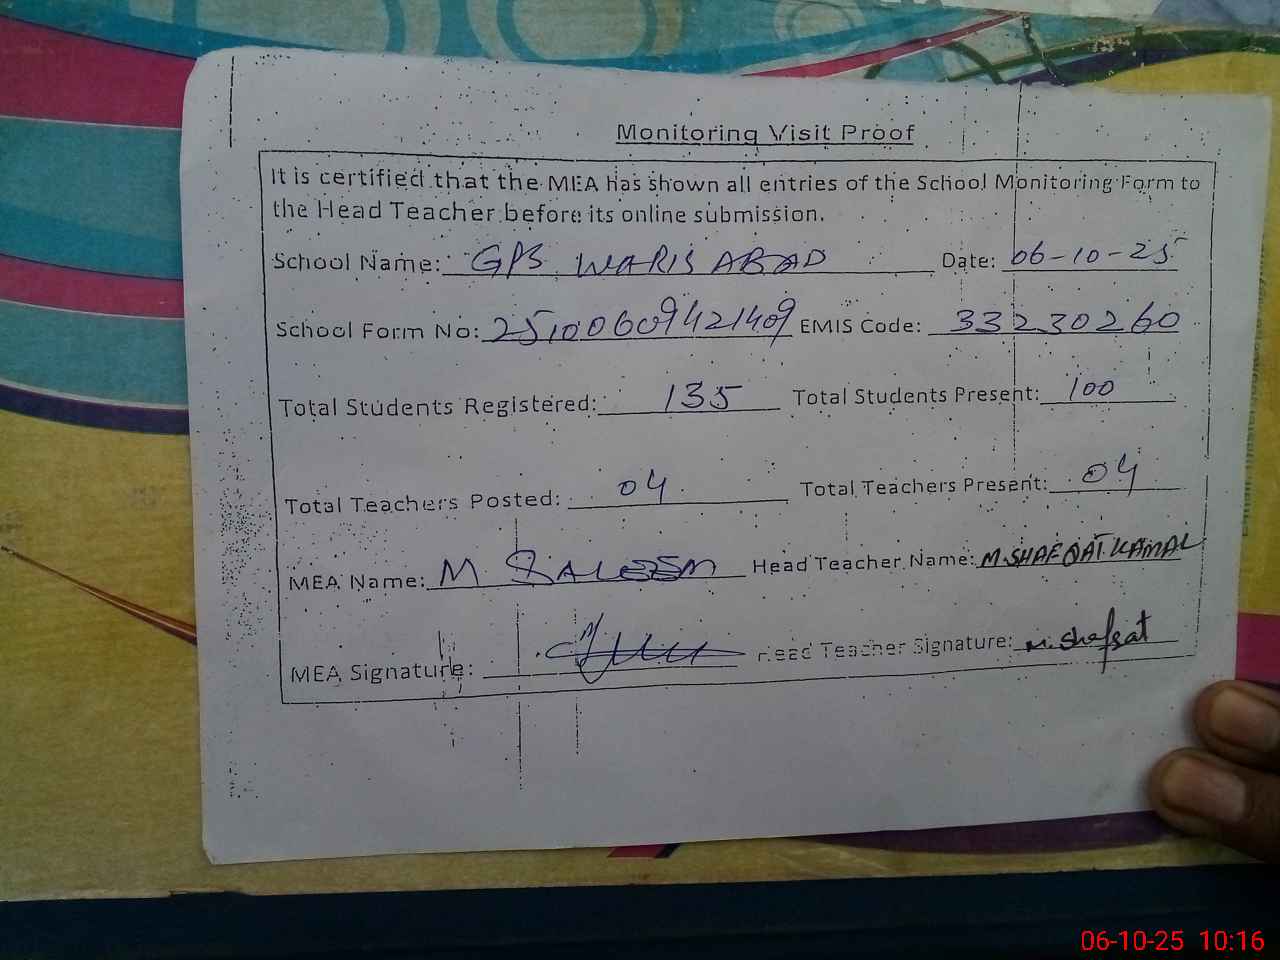 Monitoring Visit Proof
It is certified that the MEA has shown all entries of the School Monitoring Form to
the Head Teacher before its online submission.
School Name: GPS WARIS ABAD Date: 06-10-25
School Form No: 25100609421409 EMIS Code: 33230260
Total Students Registered: 135 Total Students Present: 100
Total Teachers Posted: 04 Total Teachers Present: 04
MEA Name: M SALEEM Head Teacher Name: M.SHAFQAT KAMAL
MEA Signature: Head Teacher Signature: M. Shafqat
06-10-25 10:16